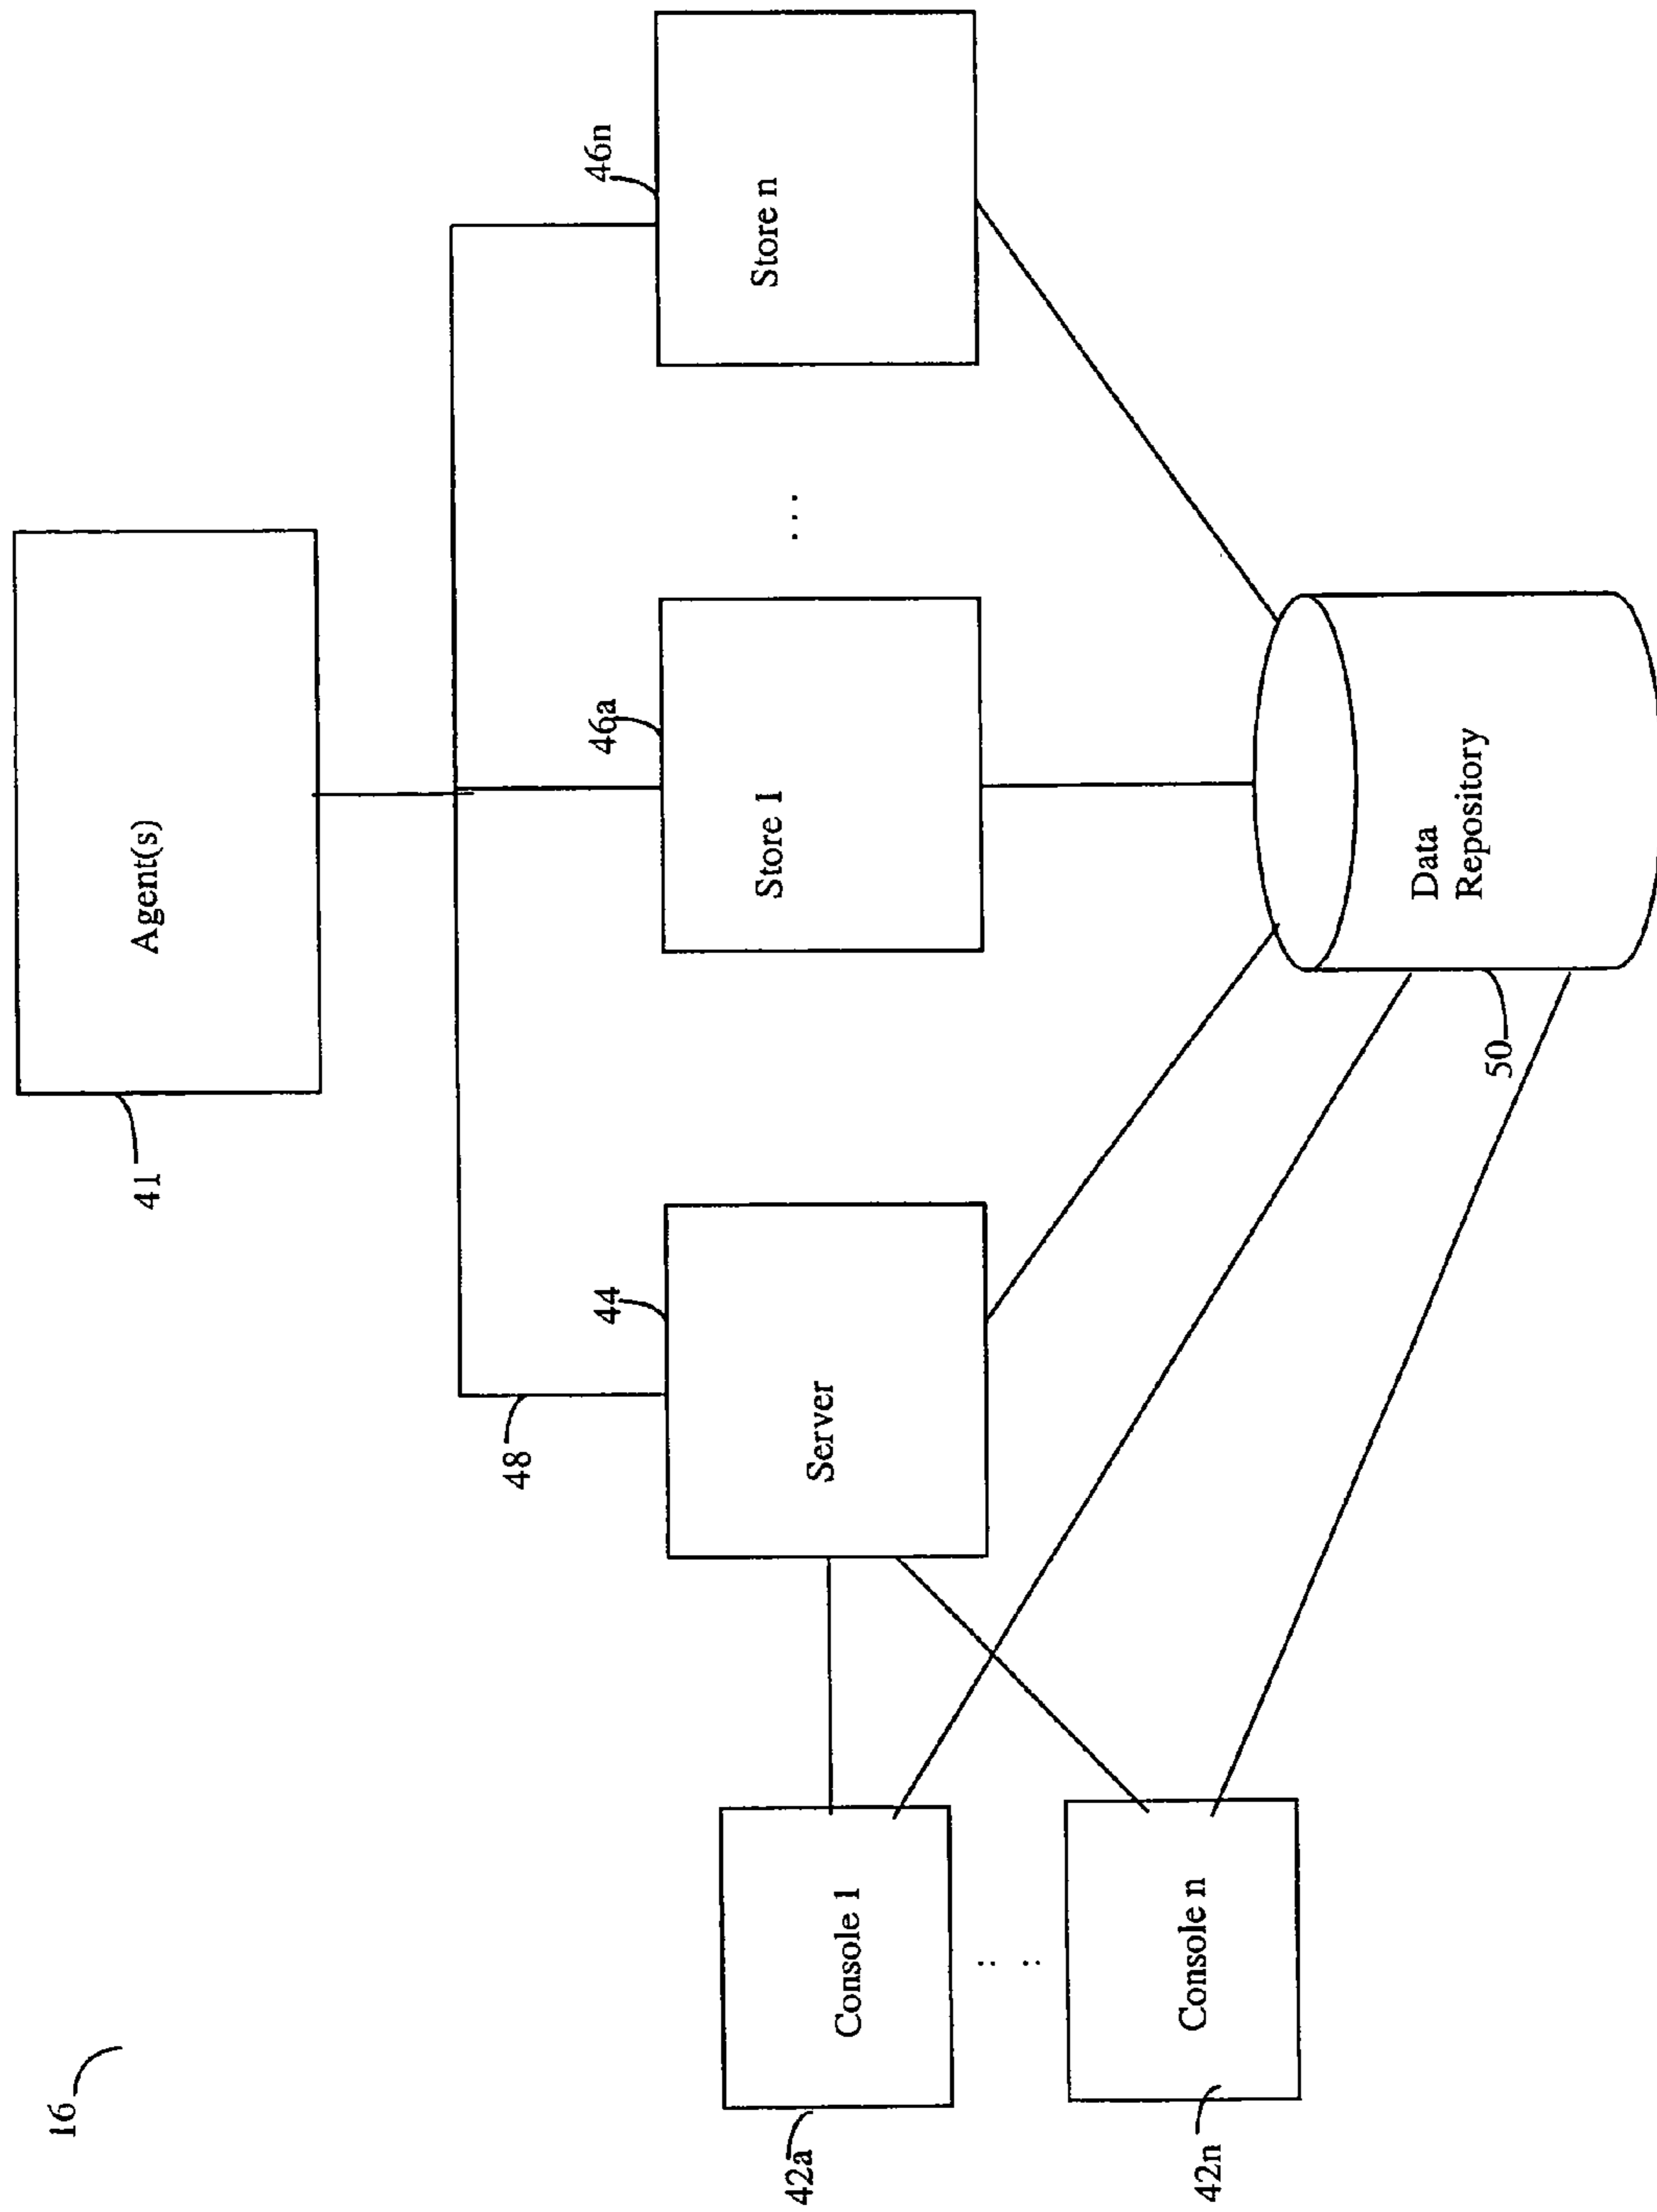 16
41
Agent(s)
48
44
46a
46n
Server
Store 1
...
Store n
42a
Console 1
: :
42n
Console n
50
Data
Repository